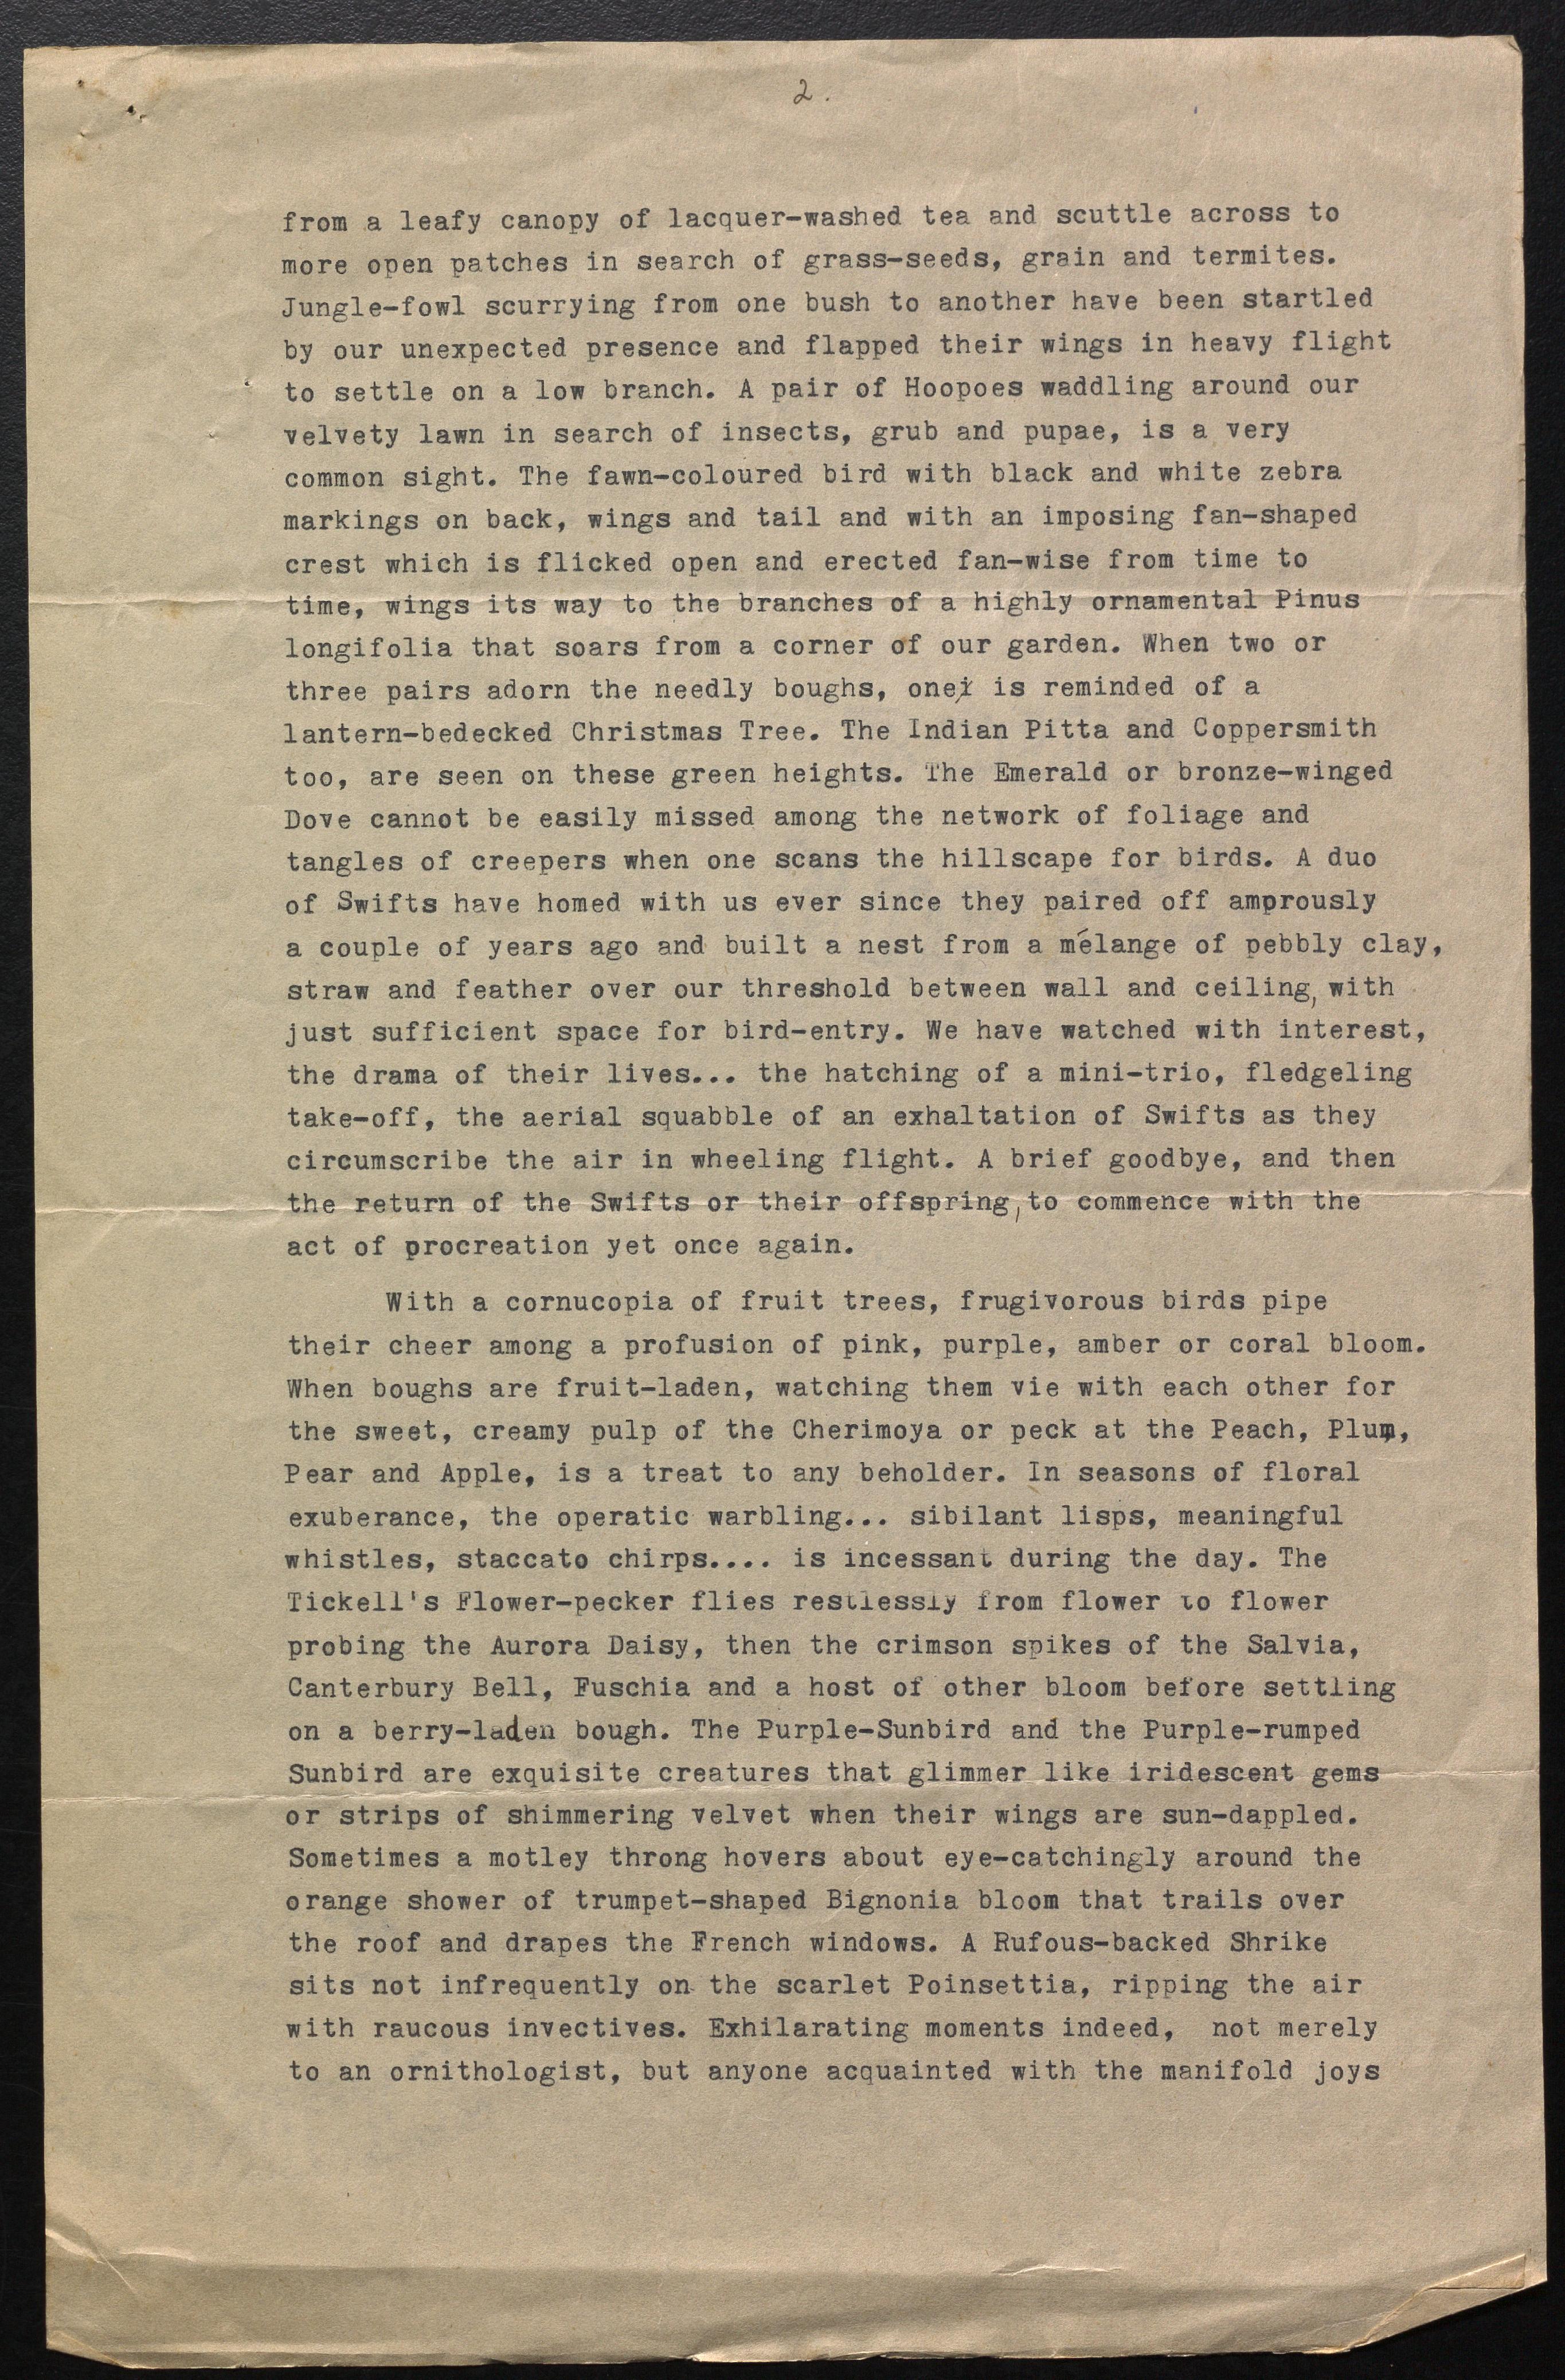 2.
from a leafy canopy of lacquer-washed tea and scuttle across to
more open patches in search of grass-seeds, grain and termites.
Jungle-fowl scurrying from one bush to another have been startled
by our unexpected presence and flapped their wings in heavy flight
to settle on a low branch. A pair of Hoopoes waddling around our
velvety lawn in search of insects, grub and pupae, is a very
common sight. The fawn-coloured bird with black and white zebra
markings on back, wings and tail and with an imposing fan-shaped
crest which is flicked open and erected fan-wise from time to
time, wings its way to the branches of a highly ornamental Pinus
longifolia that soars from a corner of our garden. When two or
three pairs adorn the needly boughs, one is reminded of a
lantern-bedecked Christmas Tree. The Indian Pitta and Coppersmith
too, are seen on these green heights. The Emerald or bronze-winged
Dove cannot be easily missed among the network of foliage and
tangles of creepers when one scans the hillscape for birds. A duo
of Swifts have homed with us ever since they paired off amprously
a couple of years ago and built a nest from a mélange of pebbly clay,
straw and feather over our threshold between wall and ceiling, with
just sufficient space for bird-entry. We have watched with interest,
the drama of their lives... the hatching of a mini-trio, fledgeling
take-off, the aerial squabble of an exhaltation of Swifts as they
circumscribe the air in wheeling flight. A brief goodbye, and then
the return of the Swifts or their offspring, to commence with the
act of procreation yet once again.
With a cornucopia of fruit trees, frugivorous birds pipe
their cheer among a profusion of pink, purple, amber or coral bloom.
When boughs are fruit-laden, watching them vie with each other for
the sweet, creamy pulp of the Cherimoya or peck at the Peach, Plum,
Pear and Apple, is a treat to any beholder. In seasons of floral
exuberance, the operatic warbling... sibilant lisps, meaningful
whistles, staccato chirps.... is incessant during the day. The
Tickell's Flower-pecker flies restlessly from flower to flower
probing the Aurora Daisy, then the crimson spikes of the Salvia,
Canterbury Bell, Fuschia and a host of other bloom before settling
on a berry-laden bough. The Purple-Sunbird and the Purple-rumped
Sunbird are exquisite creatures that glimmer like iridescent gems
or strips of shimmering velvet when their wings are sun-dappled.
Sometimes a motley throng hovers about eye-catchingly around the
orange shower of trumpet-shaped Bignonia bloom that trails over
the roof and drapes the French windows. A Rufous-backed Shrike
sits not infrequently on the scarlet Poinsettia, ripping the air
with raucous invectives. Exhilarating moments indeed, not merely
to an ornithologist, but anyone acquainted with the manifold joys